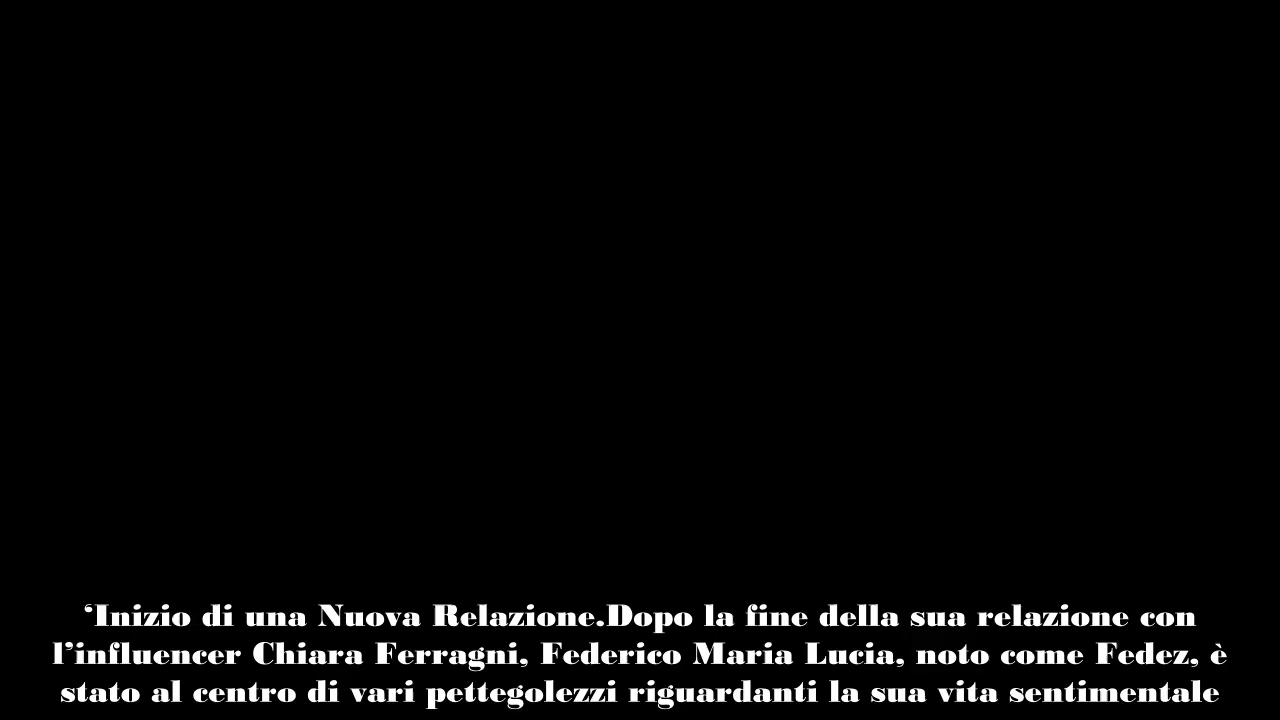 ‘Inizio di una Nuova Relazione.Dopo la fine della sua relazione con
l’influencer Chiara Ferragni, Federico Maria Lucia, noto come Fedez, è
stato al centro di vari pettegolezzi riguardanti la sua vita sentimentale